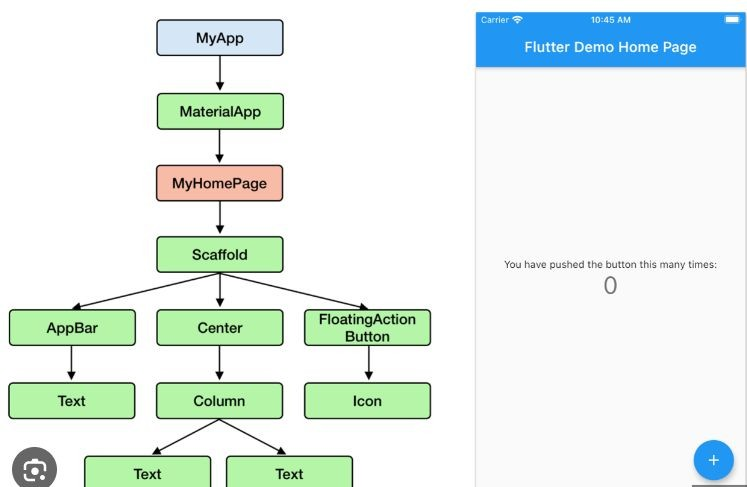 MyApp
MaterialApp
MyHomePage
Scaffold
AppBar
Center
FloatingAction
Button
Text
Column
Icon
Text
Text
Carrier
10:45 AM
Flutter Demo Home Page
You have pushed the button this many times:
0
+